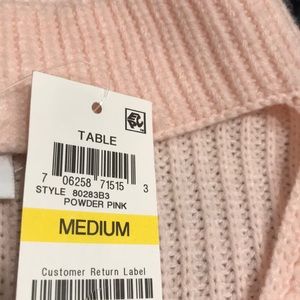 TABLE
7 06258 71515 3
STYLE 80283B3
POWDER PINK
MEDIUM
Customer Return Label